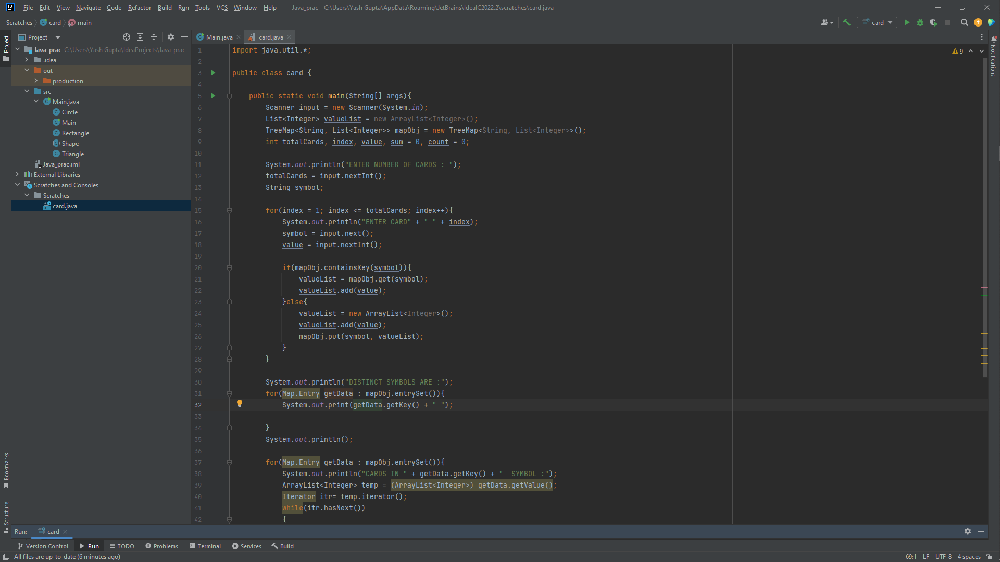 File Edit View Navigate Code Refactor Build Run Tools VCS Window Help Java_prac - C:\Users\Yash Gupta\AppData\Roaming\JetBrains\IdeaIC2022.2\scratches\card.java
Scratches card main card
Project
Main.java card.java
Project
Java_prac C:\Users\Yash Gupta\IdeaProjects\Java_prac
.idea
out
production
src
Main.java
Circle
Main
Rectangle
Shape
Triangle
Java_prac.iml
External Libraries
Scratches and Consoles
Scratches
card.java
9
Notifications
1 import java.util.*;
2
3 public class card {
4
5 public static void main(String[] args){
6 Scanner input = new Scanner(System.in);
7 List<Integer> valueList = new ArrayList<Integer>();
8 TreeMap<String, List<Integer>> mapObj = new TreeMap<String, List<Integer>>();
9 int totalCards, index, value, sum = 0, count = 0;
10
11 System.out.println("ENTER NUMBER OF CARDS : ");
12 totalCards = input.nextInt();
13 String symbol;
14
15 for(index = 1; index <= totalCards; index++){
16 System.out.println("ENTER CARD" + " " + index);
17 symbol = input.next();
18 value = input.nextInt();
19
20 if(mapObj.containsKey(symbol)){
21 valueList = mapObj.get(symbol);
22 valueList.add(value);
23 }else{
24 valueList = new ArrayList<Integer>();
25 valueList.add(value);
26 mapObj.put(symbol, valueList);
27 }
28 }
29
30 System.out.println("DISTINCT SYMBOLS ARE :");
31 for(Map.Entry getData : mapObj.entrySet()){
32 System.out.print(getData.getKey() + " ");
33
34 }
35 System.out.println();
36
37 for(Map.Entry getData : mapObj.entrySet()){
38 System.out.println("CARDS IN " + getData.getKey() + "  SYMBOL :");
39 ArrayList<Integer> temp = (ArrayList<Integer>) getData.getValue();
40 Iterator itr= temp.iterator();
41 while(itr.hasNext())
42 {
Bookmarks
Structure
Run: card
Version Control Run TODO Problems Terminal Services Build
All files are up-to-date (6 minutes ago) 69:1 LF UTF-8 4 spaces